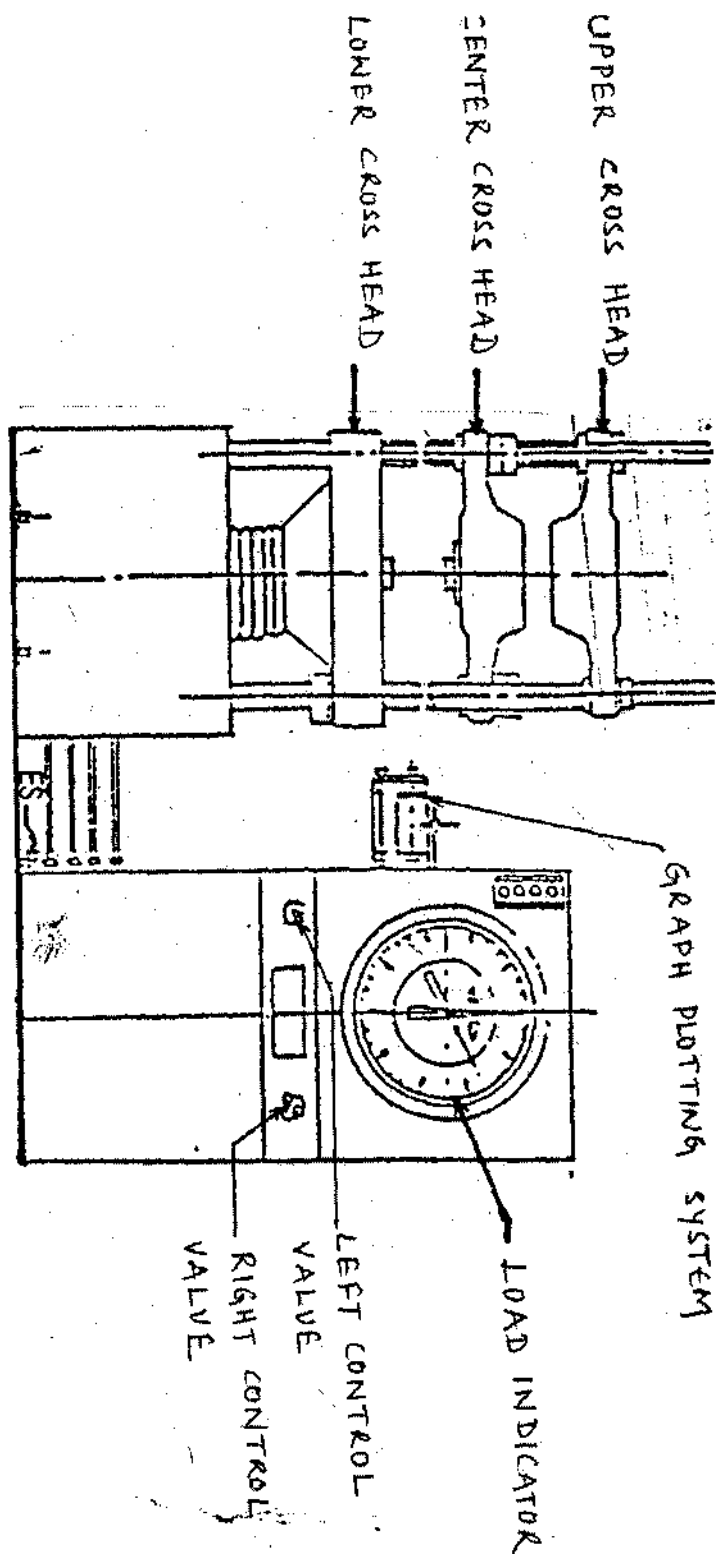 UPPER CROSS HEAD
CENTER CROSS HEAD
LOWER CROSS HEAD
GRAPH PLOTTING SYSTEM
LOAD INDICATOR
LEFT CONTROL
VALVE
RIGHT CONTROL
VALVE